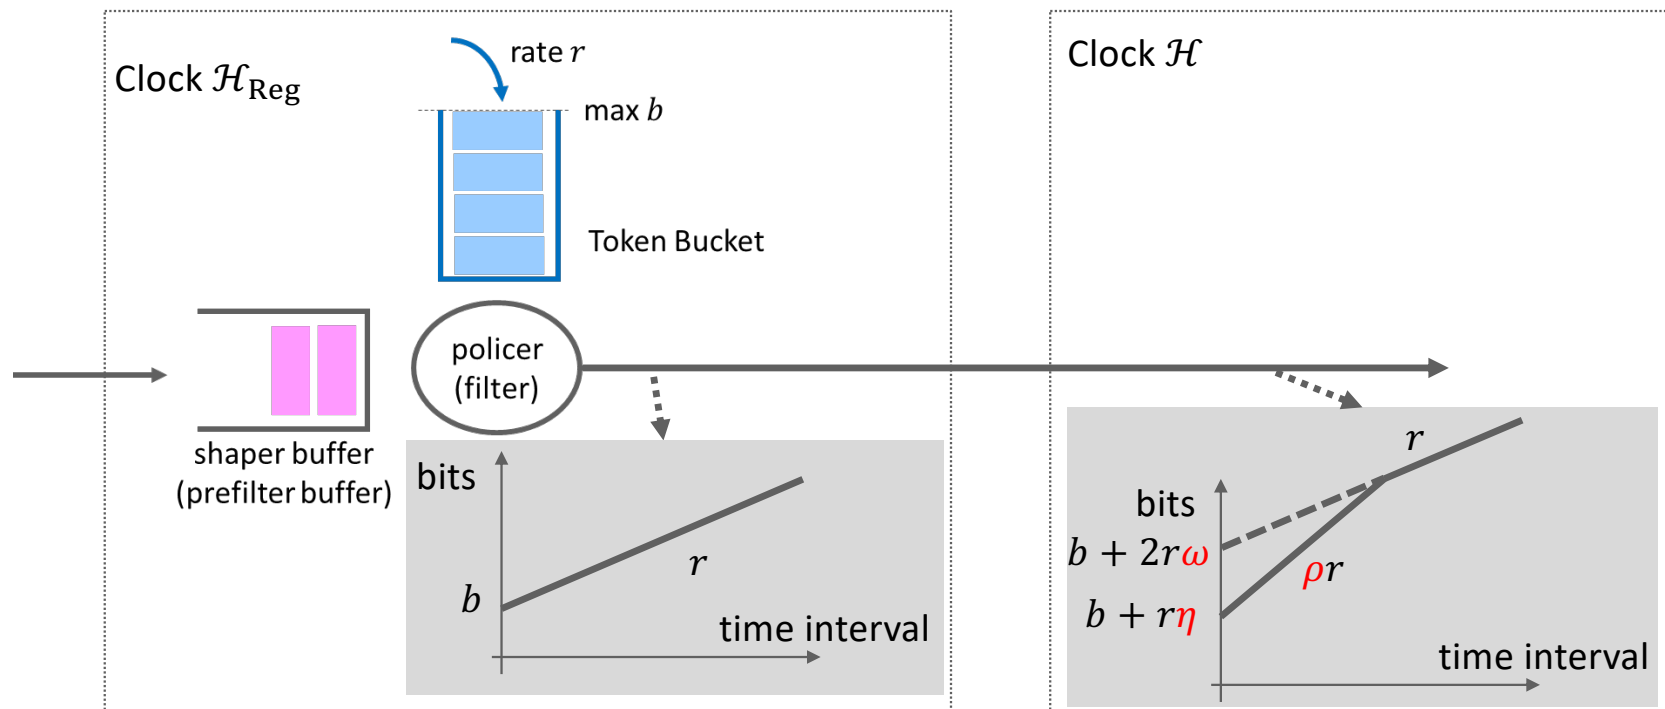 Clock ℋ_Reg
rate r
max b
Token Bucket
policer
(filter)
shaper buffer
(prefilter buffer)
bits
b
r
time interval
Clock ℋ
r
bits
b + 2rω
ρr
b + rη
time interval